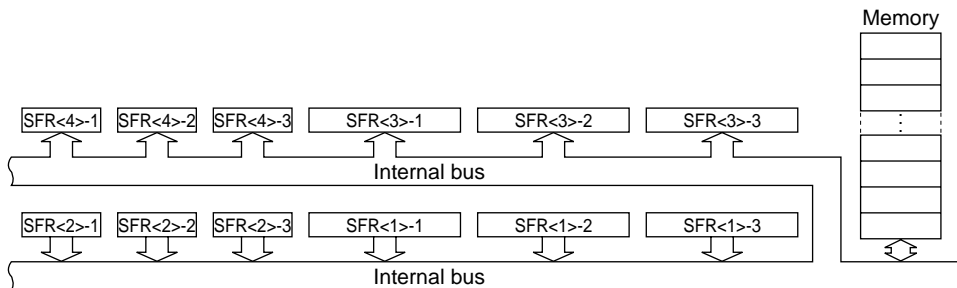 Memory
SFR<4>-1 SFR<4>-2 SFR<4>-3 SFR<3>-1 SFR<3>-2 SFR<3>-3
Internal bus
SFR<2>-1 SFR<2>-2 SFR<2>-3 SFR<1>-1 SFR<1>-2 SFR<1>-3
Internal bus